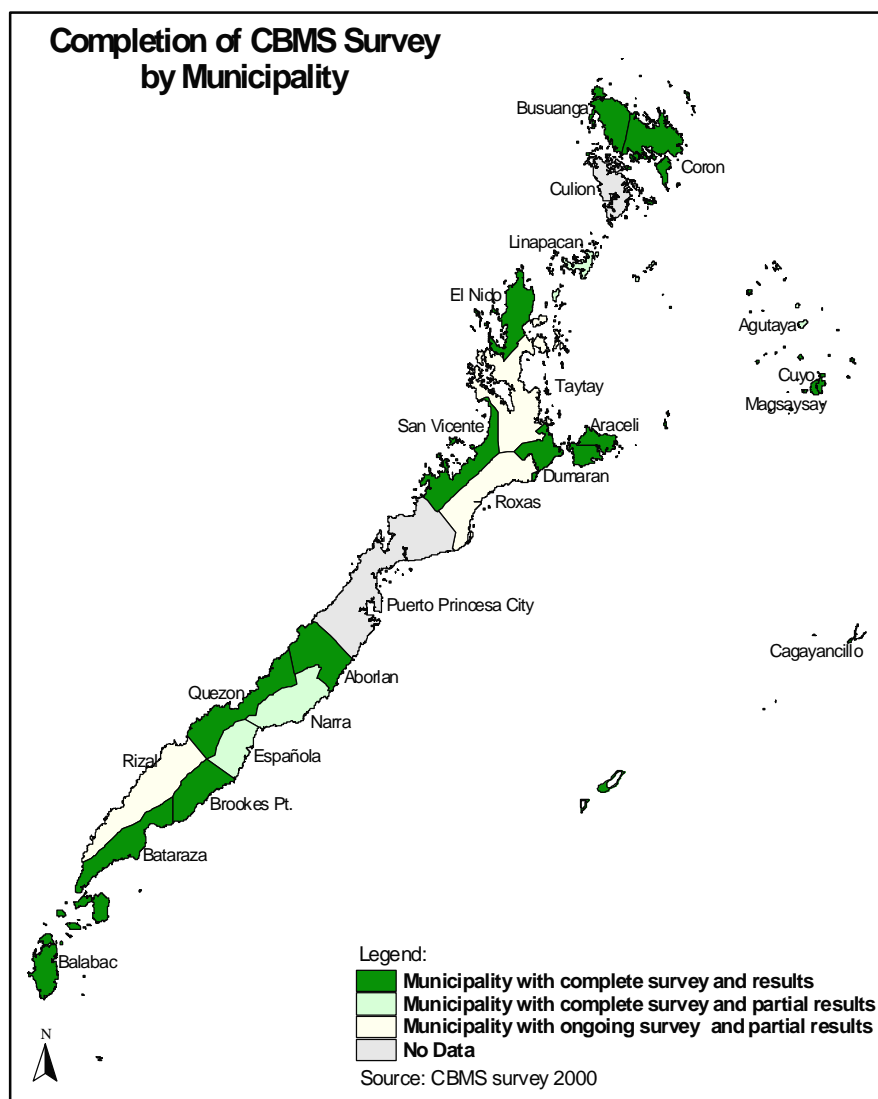 Completion of CBMS Survey
by Municipality
Busuanga
Coron
Culion
Linapacan
El Nido
Agutaya
Cuyo
Magsaysay
Taytay
San Vicente
Araceli
Dumaran
Roxas
Puerto Princesa City
Cagayancillo
Aborlan
Quezon
Narra
Española
Rizal
Brookes Pt.
Bataraza
Balabac
Legend:
Municipality with complete survey and results
Municipality with complete survey and partial results
Municipality with ongoing survey and partial results
No Data
Source: CBMS survey 2000
N